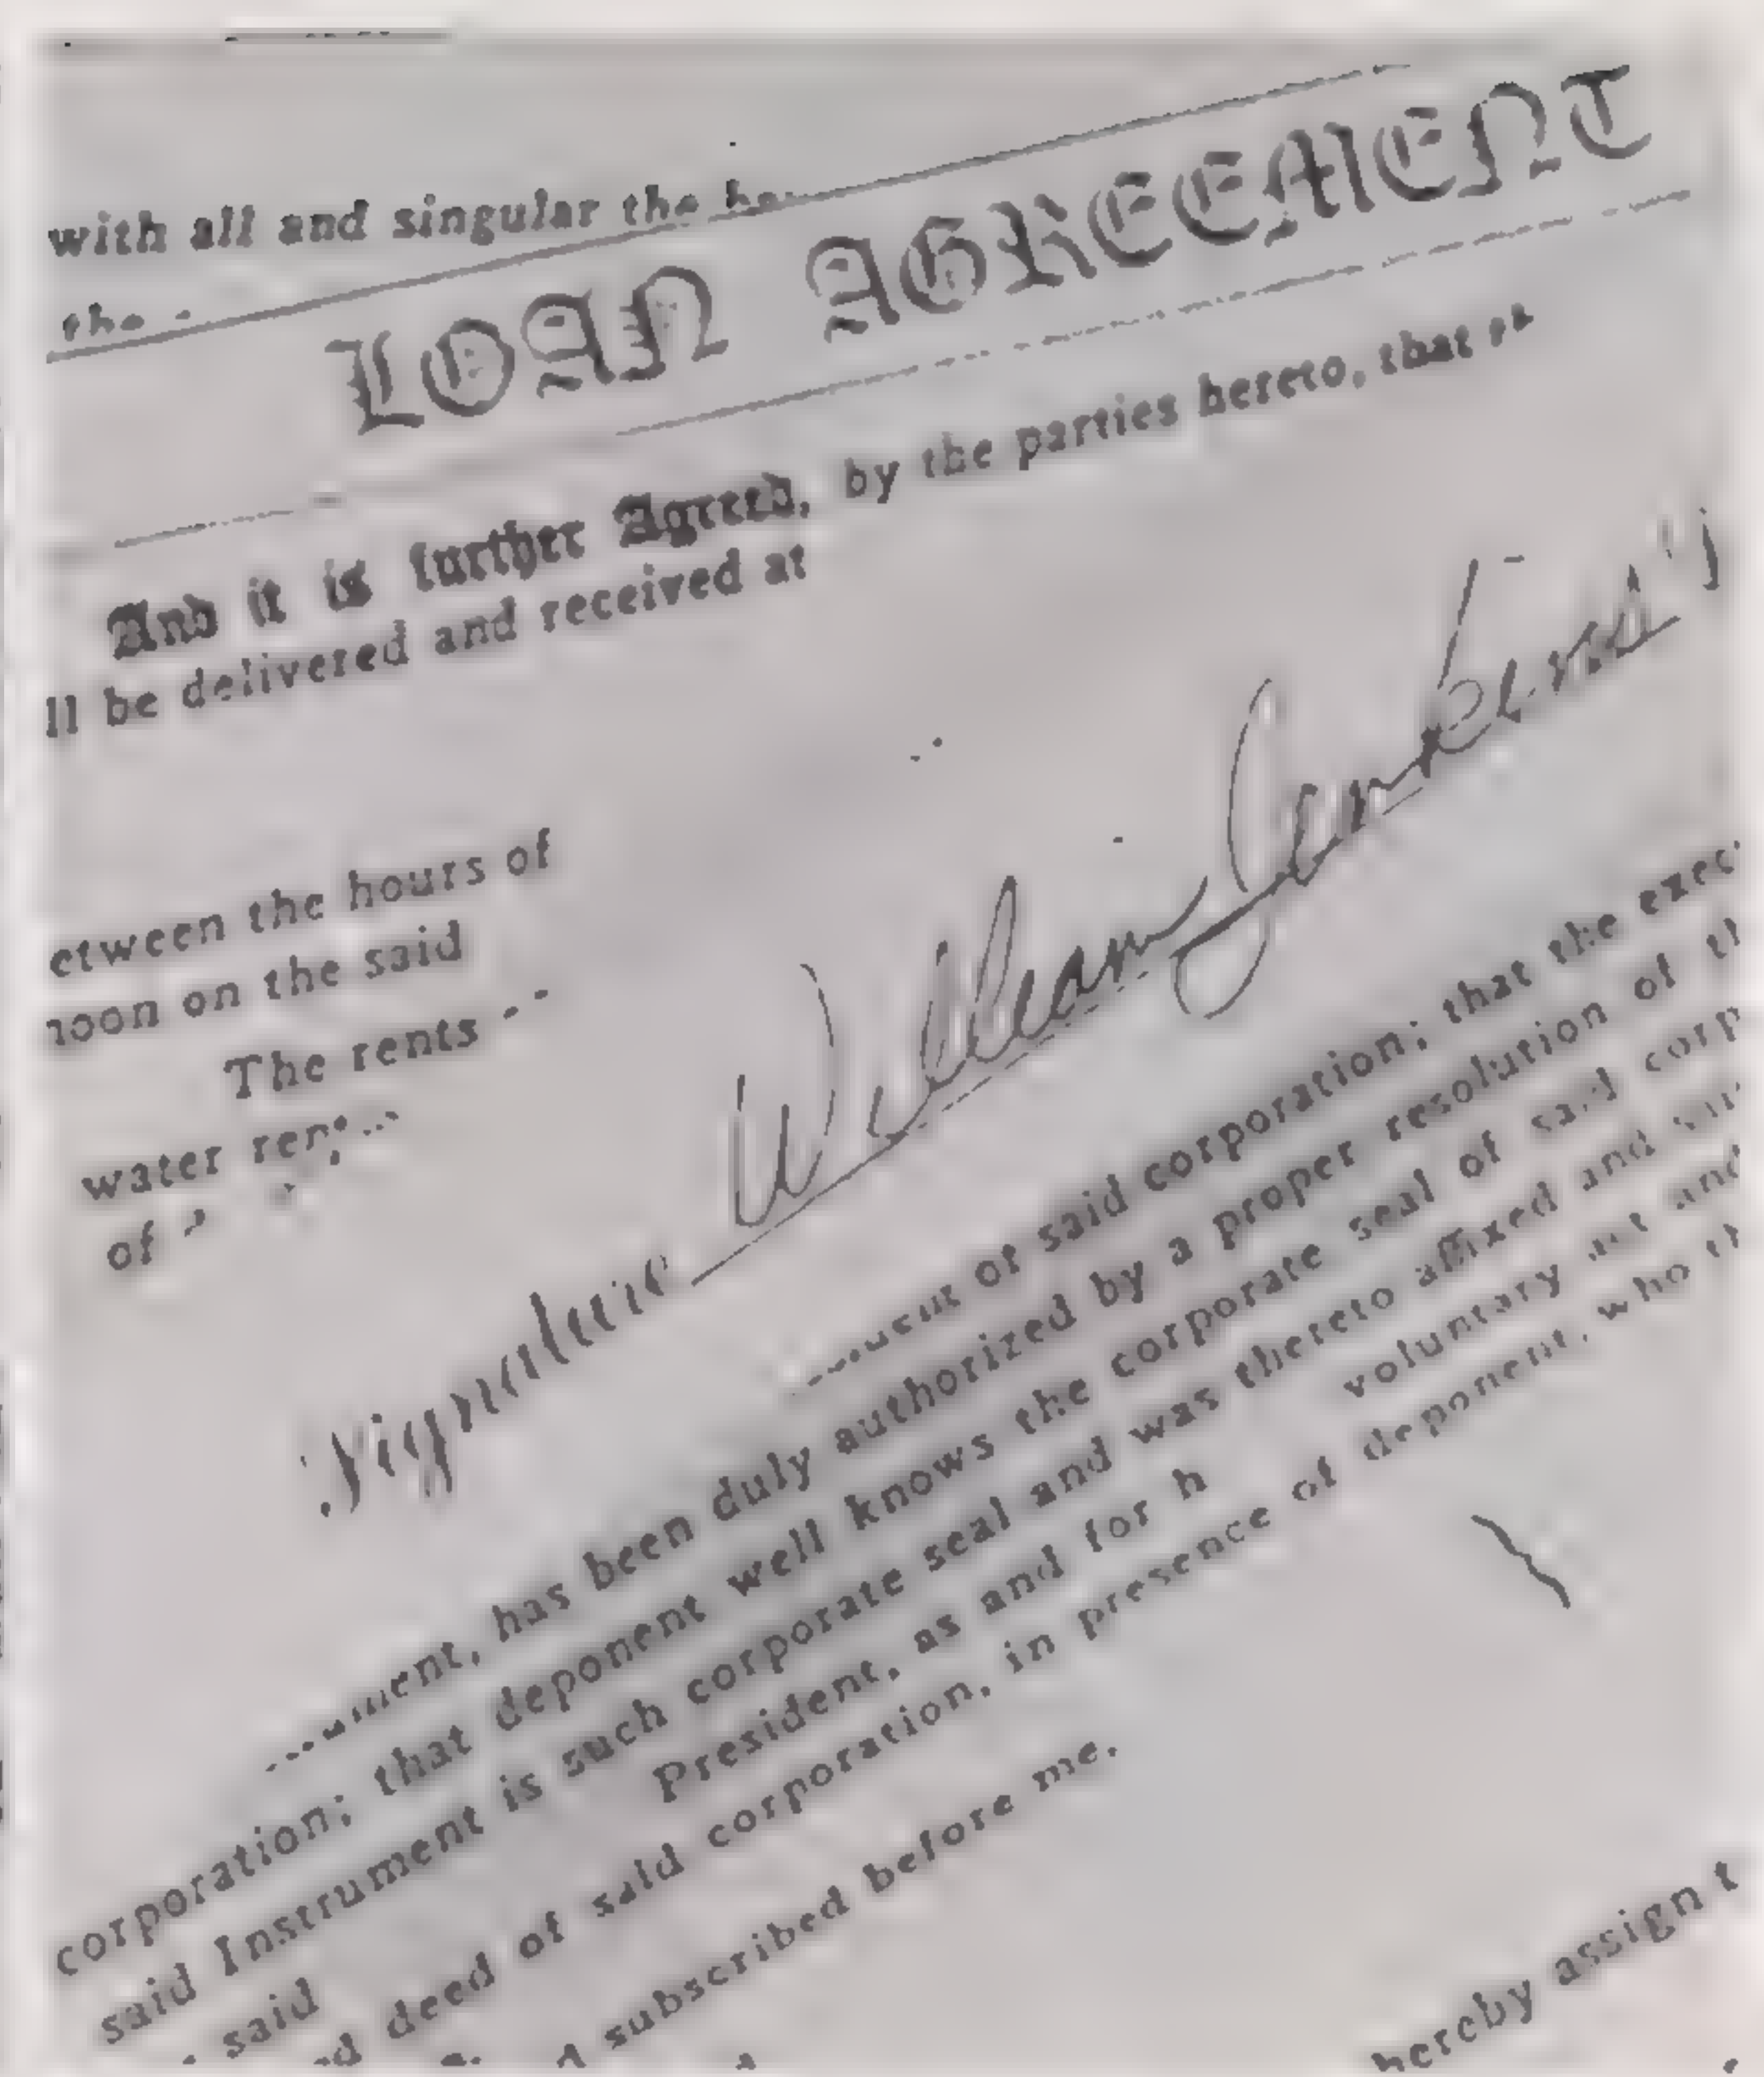 with all and singular the
the
LOAN AGREEMENT
And it is further Agreed, by the parties hereto, that
ll be delivered and received at
etween the hours of
noon on the said
The rents
water
of
Signature William Jenkins
of said corporation; that the exec
ment, has been duly authorized by a proper resolution of th
corporation; that deponent well knows the corporate seal of said corp
said Instrument is such corporate seal and was thereto affixed and
said President, as and for h voluntary act and
d deed of said corporation, in presence of deponent, who th
subscribed before me.
hereby assign t